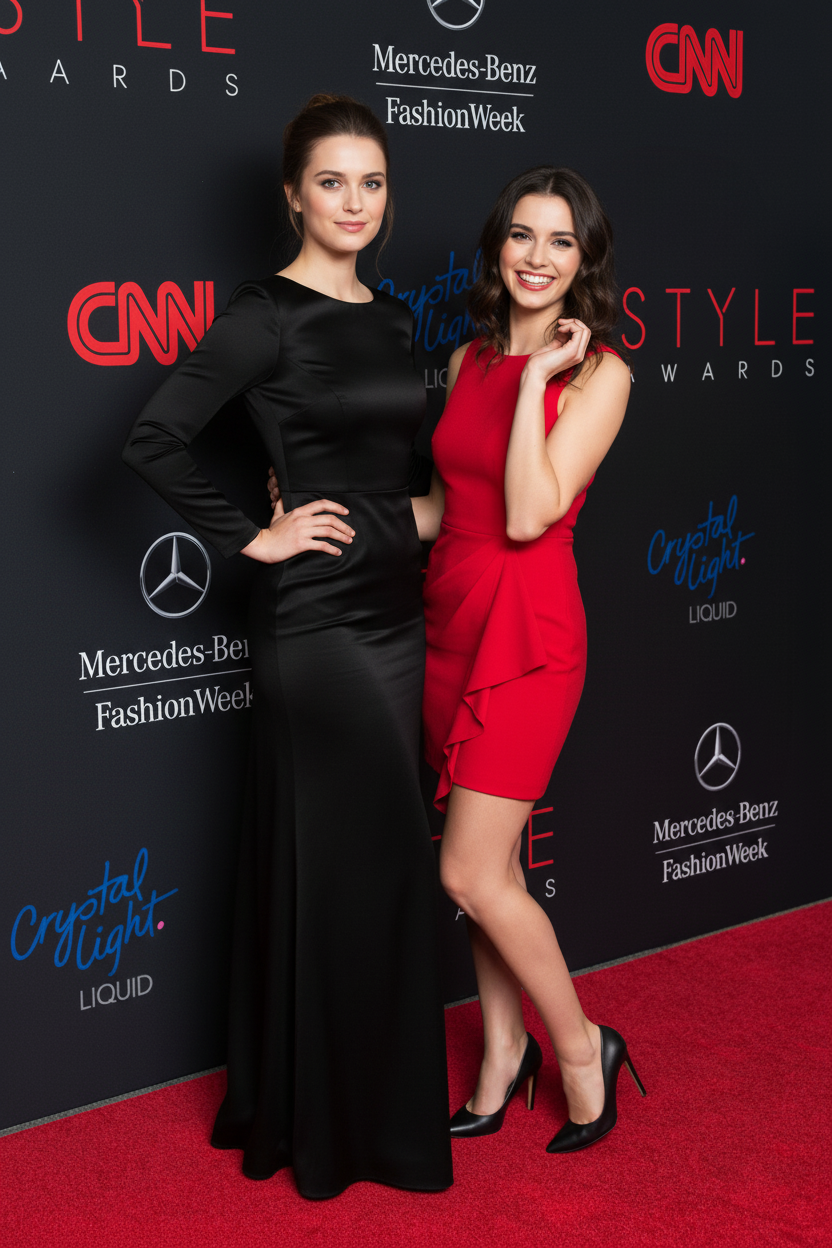 STYLE
AWARDS
Mercedes-Benz
FashionWeek
CNN
CNN
Crystal
Light
LIQUID
STYLE
AWARDS
Mercedes-Benz
FashionWeek
Crystal
Light
LIQUID
Mercedes-Benz
FashionWeek
Crystal
Light
LIQUID